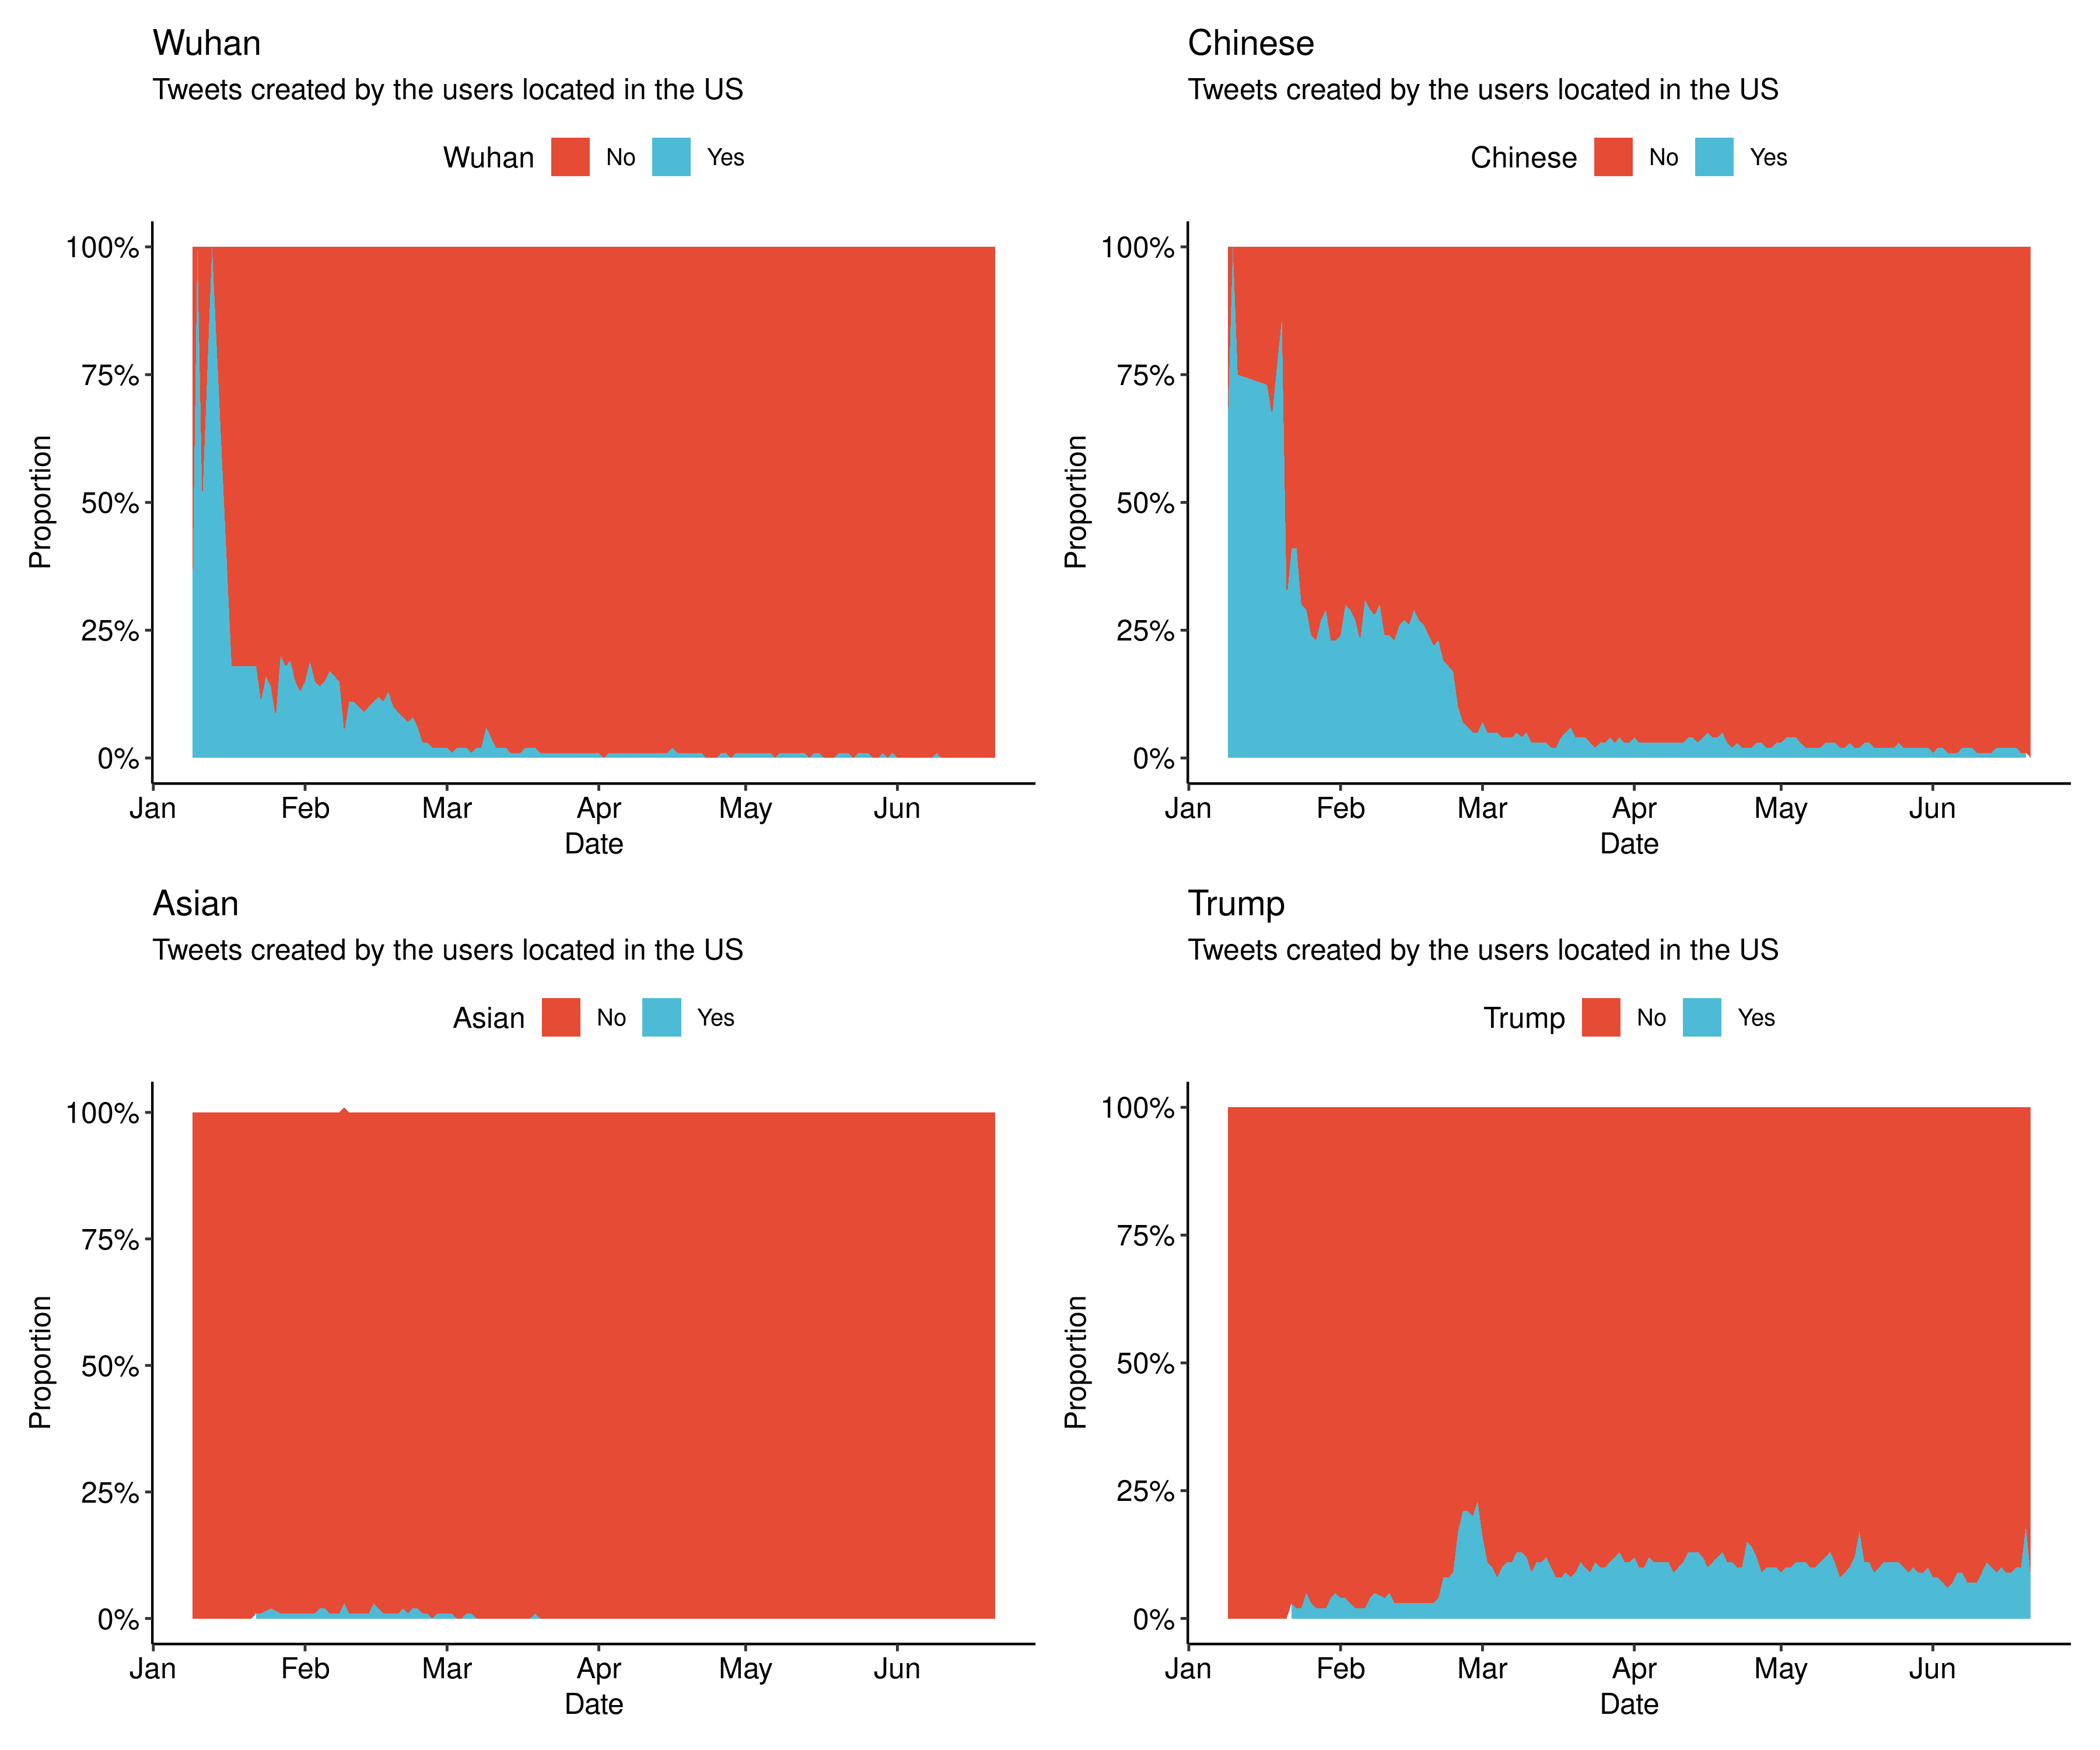 Wuhan
Tweets created by the users located in the US
Wuhan No Yes
100%
75%
50%
25%
0%
Proportion
Jan Feb Mar Apr May Jun
Date
Chinese
Tweets created by the users located in the US
Chinese No Yes
100%
75%
50%
25%
0%
Proportion
Jan Feb Mar Apr May Jun
Date
Asian
Tweets created by the users located in the US
Asian No Yes
100%
75%
50%
25%
0%
Proportion
Jan Feb Mar Apr May Jun
Date
Trump
Tweets created by the users located in the US
Trump No Yes
100%
75%
50%
25%
0%
Proportion
Jan Feb Mar Apr May Jun
Date